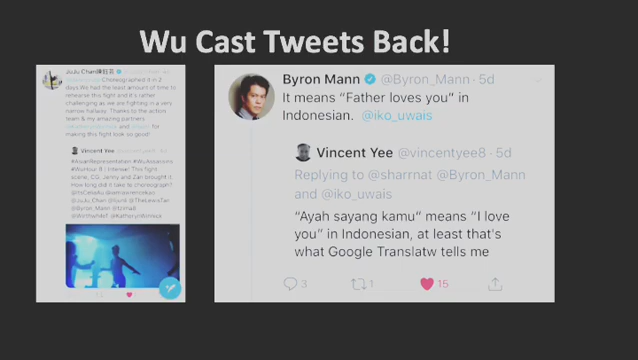 Wu Cast Tweets Back!
JuJu Chan
Choreographed it in 2
days.We had the least amount of time to
rehearse this fight and it's rather
challenging as we are fighting in a very
narrow hallway. Thanks to the action
team & my amazing partners
and for
making this fight look so good!
Vincent Yee
#AsianRepresentation #WuAssassins
#WuHour 8 I Intense! This fight
scene, CG, Jenny and Zan brought it.
How long did it take to choreograph?
@JuJu_Chan @TheLewisTan
@Byron_Mann
Byron Mann @Byron_Mann · 5d
It means “Father loves you” in
Indonesian. @iko_uwais
Vincent Yee @vincentyee8 · 5d
Replying to @sharrnat @Byron_Mann
and @iko_uwais
“Ayah sayang kamu” means “I love
you” in Indonesian, at least that's
what Google Translatw tells me
3 1 15